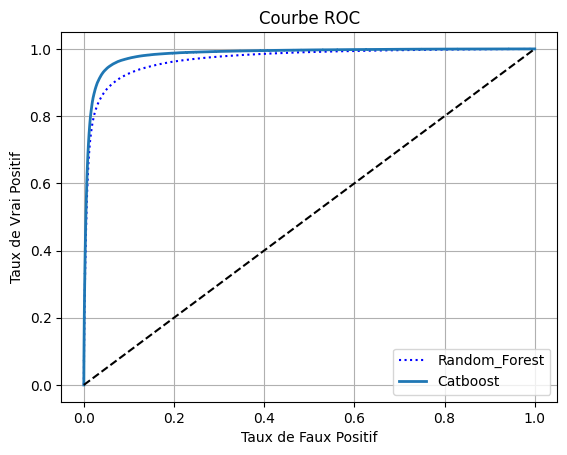 Courbe ROC
Taux de Vrai Positif
1.0
0.8
0.6
0.4
0.2
0.0
0.0 0.2 0.4 0.6 0.8 1.0
Taux de Faux Positif
Random_Forest
Catboost